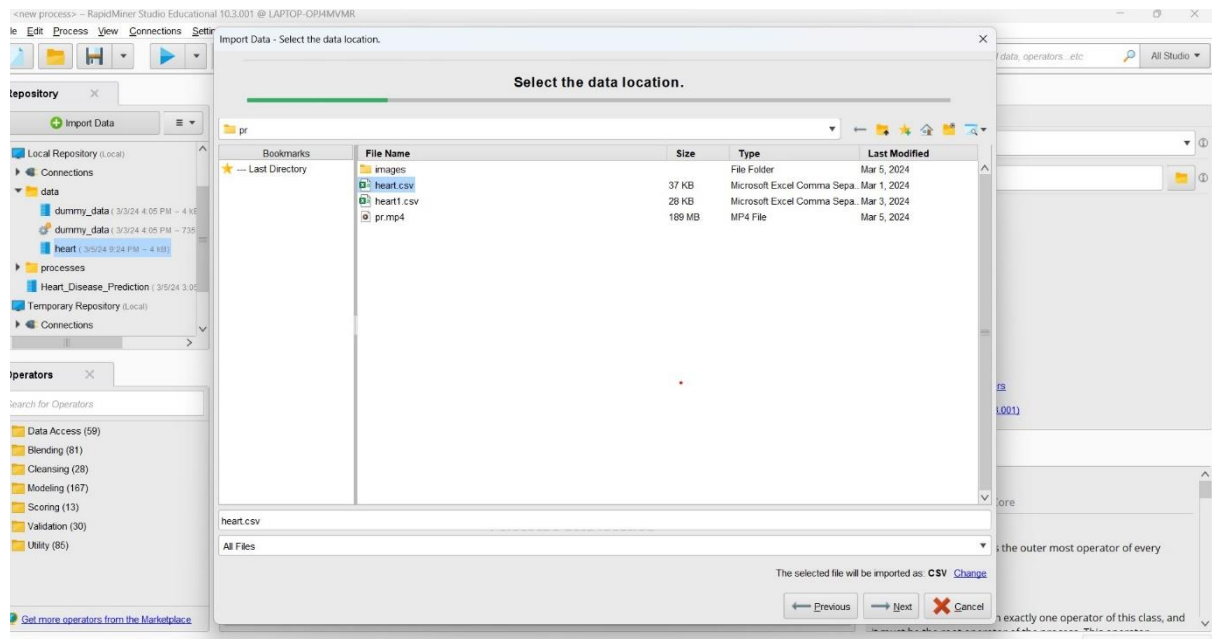 <new process> – RapidMiner Studio Educational 10.3.001 @ LAPTOP-OPJ4MVMR
le Edit Process View Connections Settin
l data, operators...etc All Studio
Import Data - Select the data location.
Select the data location.
Repository
Import Data
Local Repository (Local)
Connections
data
dummy_data ( 3/3/24 4:05 PM – 4 kE
dummy_data ( 3/3/24 4:05 PM – 735
heart ( 3/5/24 9:24 PM – 4 kB)
processes
Heart_Disease_Prediction ( 3/5/24 3:05
Temporary Repository (Local)
Connections
Operators
Search for Operators
Data Access (59)
Blending (81)
Cleansing (28)
Modeling (167)
Scoring (13)
Validation (30)
Utility (85)
Get more operators from the Marketplace
pr
Bookmarks File Name Size Type Last Modified
--- Last Directory
images File Folder Mar 5, 2024
heart.csv 37 KB Microsoft Excel Comma Sepa.. Mar 1, 2024
heart1.csv 28 KB Microsoft Excel Comma Sepa.. Mar 3, 2024
pr.mp4 189 MB MP4 File Mar 5, 2024
heart.csv
All Files
The selected file will be imported as: CSV Change
Previous Next Cancel
rs
.001)
ore
s the outer most operator of every
n exactly one operator of this class, and